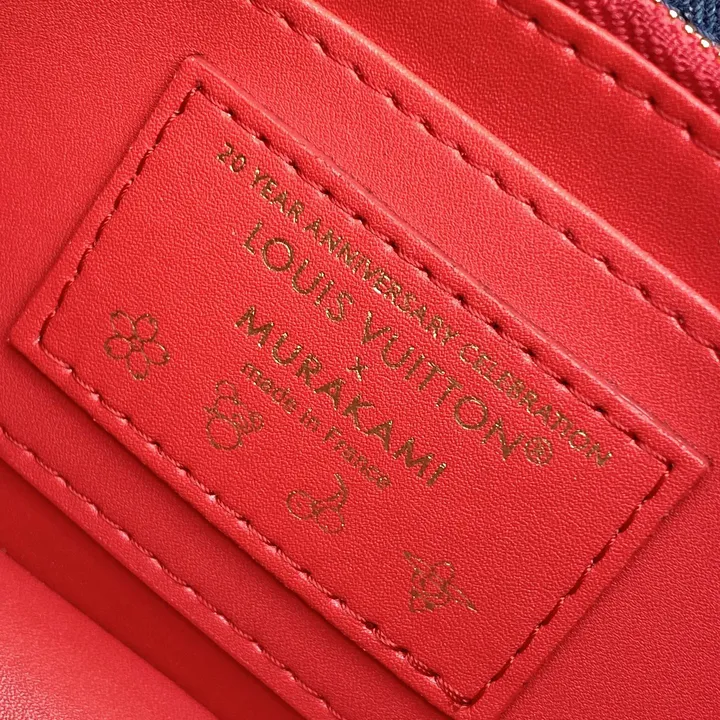 20 YEAR ANNIVERSARY CELEBRATION
LOUIS VUITTON®
x
MURAKAMI
made in France